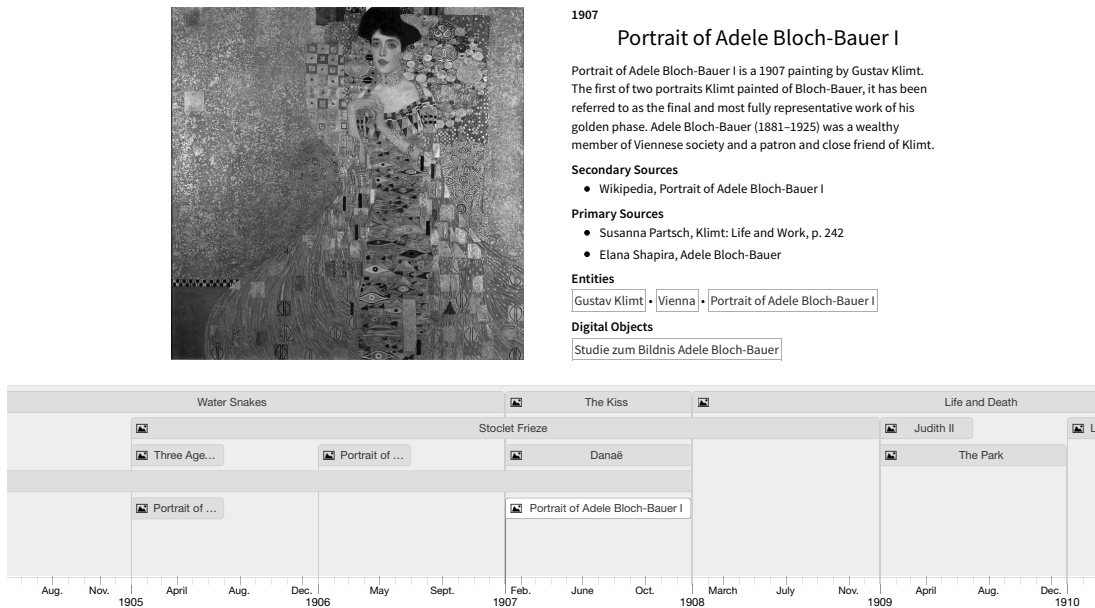 1907
Portrait of Adele Bloch-Bauer I
Portrait of Adele Bloch-Bauer I is a 1907 painting by Gustav Klimt.
The first of two portraits Klimt painted of Bloch-Bauer, it has been
referred to as the final and most fully representative work of his
golden phase. Adele Bloch-Bauer (1881–1925) was a wealthy
member of Viennese society and a patron and close friend of Klimt.
Secondary Sources
• Wikipedia, Portrait of Adele Bloch-Bauer I
Primary Sources
• Susanna Partsch, Klimt: Life and Work, p. 242
• Elana Shapira, Adele Bloch-Bauer
Entities
Gustav Klimt • Vienna • Portrait of Adele Bloch-Bauer I
Digital Objects
Studie zum Bildnis Adele Bloch-Bauer
Water Snakes The Kiss Life and Death
Stoclet Frieze Judith II L
Three Age... Portrait of ... Danaë The Park
Portrait of ... Portrait of Adele Bloch-Bauer I
Aug. Nov. April Aug. Dec. May Sept. Feb. June Oct. March July Nov. April Aug. Dec.
1905 1906 1907 1908 1909 1910